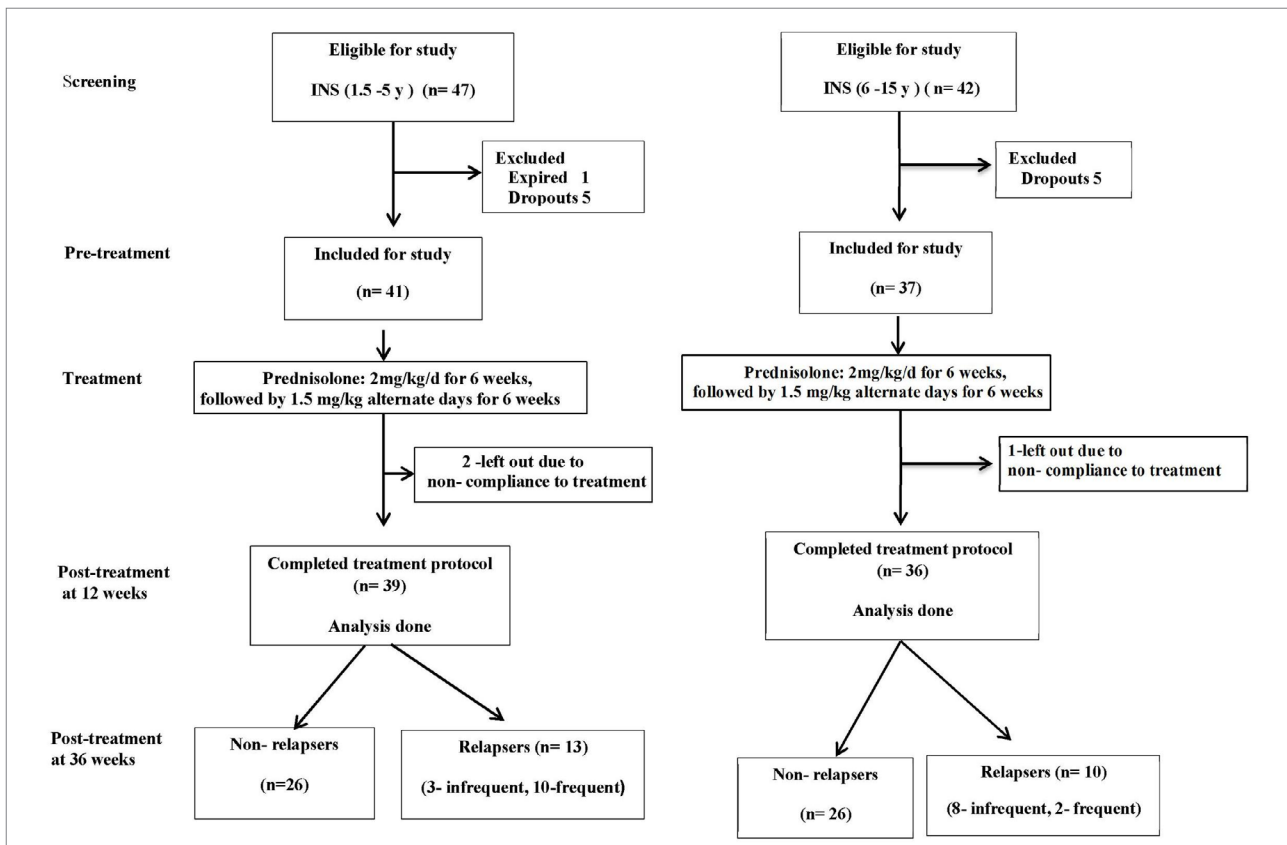 Screening
Eligible for study
INS (1.5 -5 y ) (n= 47)
Eligible for study
INS (6 -15 y ) ( n= 42)
Excluded
Expired 1
Dropouts 5
Excluded
Dropouts 5
Pre-treatment
Included for study
(n= 41)
Included for study
(n= 37)
Treatment
Prednisolone: 2mg/kg/d for 6 weeks,
followed by 1.5 mg/kg alternate days for 6 weeks
Prednisolone: 2mg/kg/d for 6 weeks,
followed by 1.5 mg/kg alternate days for 6 weeks
2 -left out due to
non- compliance to treatment
1-left out due to
non- compliance to treatment
Post-treatment
at 12 weeks
Completed treatment protocol
(n= 39)
Analysis done
Completed treatment protocol
(n= 36)
Analysis done
Post-treatment
at 36 weeks
Non- relapsers
(n=26)
Relapsers (n= 13)
(3- infrequent, 10-frequent)
Non- relapsers
(n= 26)
Relapsers (n= 10)
(8- infrequent, 2- frequent)